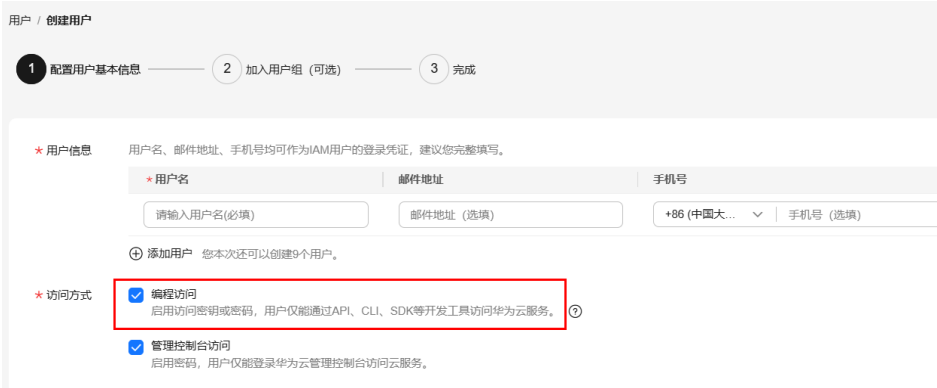 用户 / 创建用户
1 配置用户基本信息 2 加入用户组（可选） 3 完成
* 用户信息 用户名、邮件地址、手机号均可作为IAM用户的登录凭证，建议您完整填写。
* 用户名 邮件地址 手机号
请输入用户名(必填) 邮件地址（选填） +86 (中国大... 手机号（选填）
添加用户 您本次还可以创建9个用户。
* 访问方式 编程访问
启用访问密钥或密码，用户仅能通过API、CLI、SDK等开发工具访问华为云服务。 ?
管理控制台访问
启用密码，用户仅能登录华为云管理控制台访问云服务。